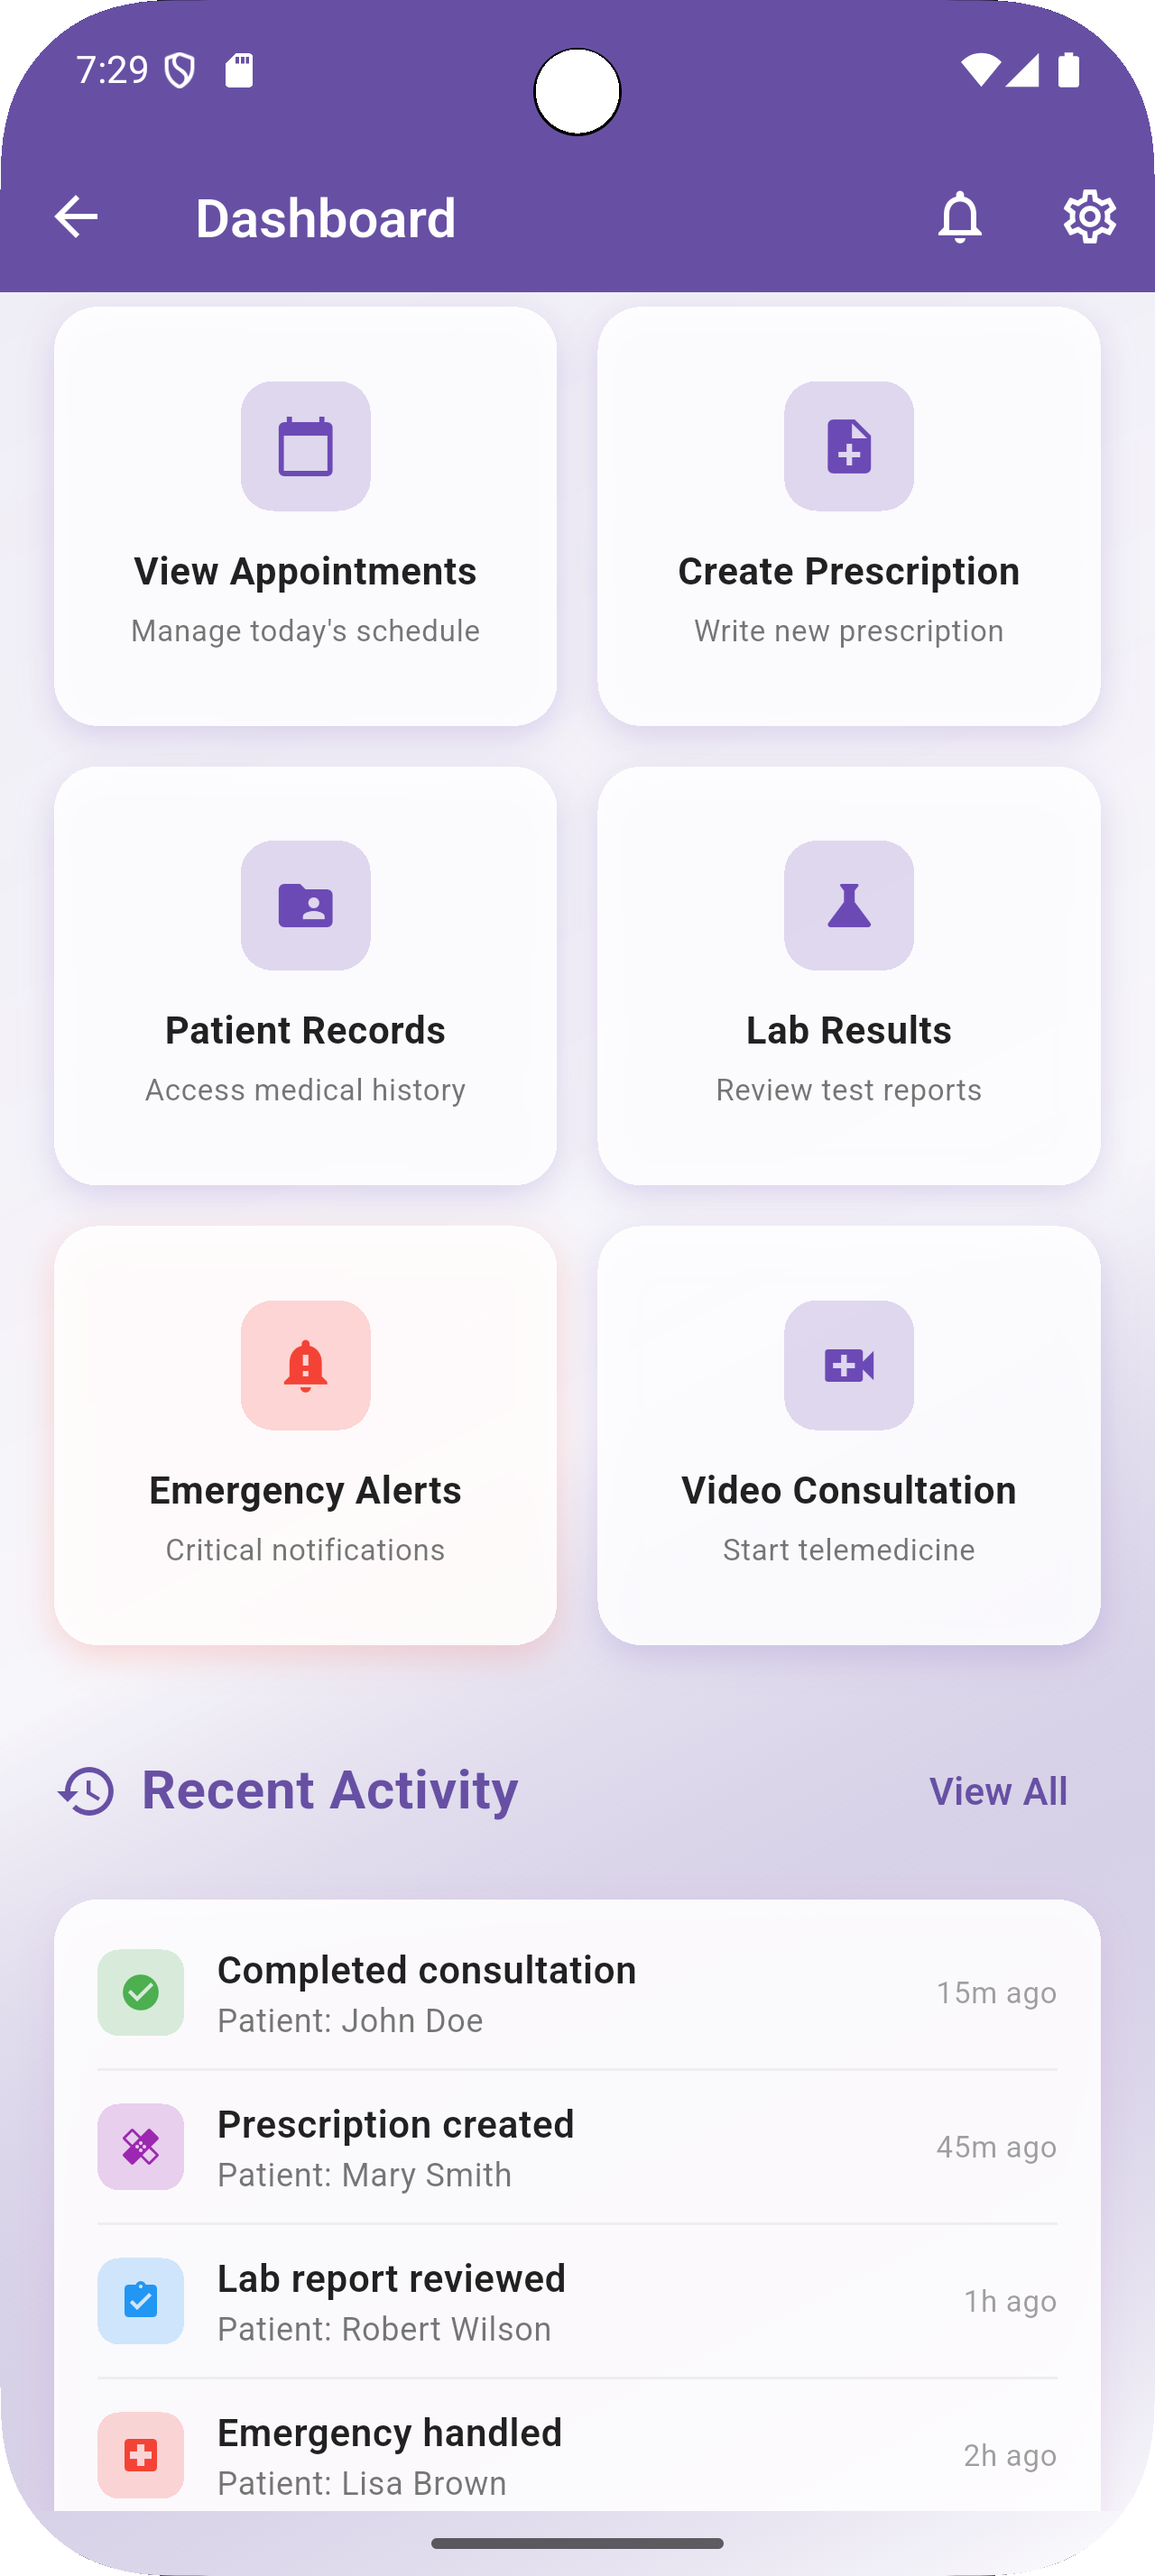 7:29
Dashboard
View Appointments
Manage today's schedule
Create Prescription
Write new prescription
Patient Records
Access medical history
Lab Results
Review test reports
Emergency Alerts
Critical notifications
Video Consultation
Start telemedicine
Recent Activity
View All
Completed consultation
Patient: John Doe
15m ago
Prescription created
Patient: Mary Smith
45m ago
Lab report reviewed
Patient: Robert Wilson
1h ago
Emergency handled
Patient: Lisa Brown
2h ago